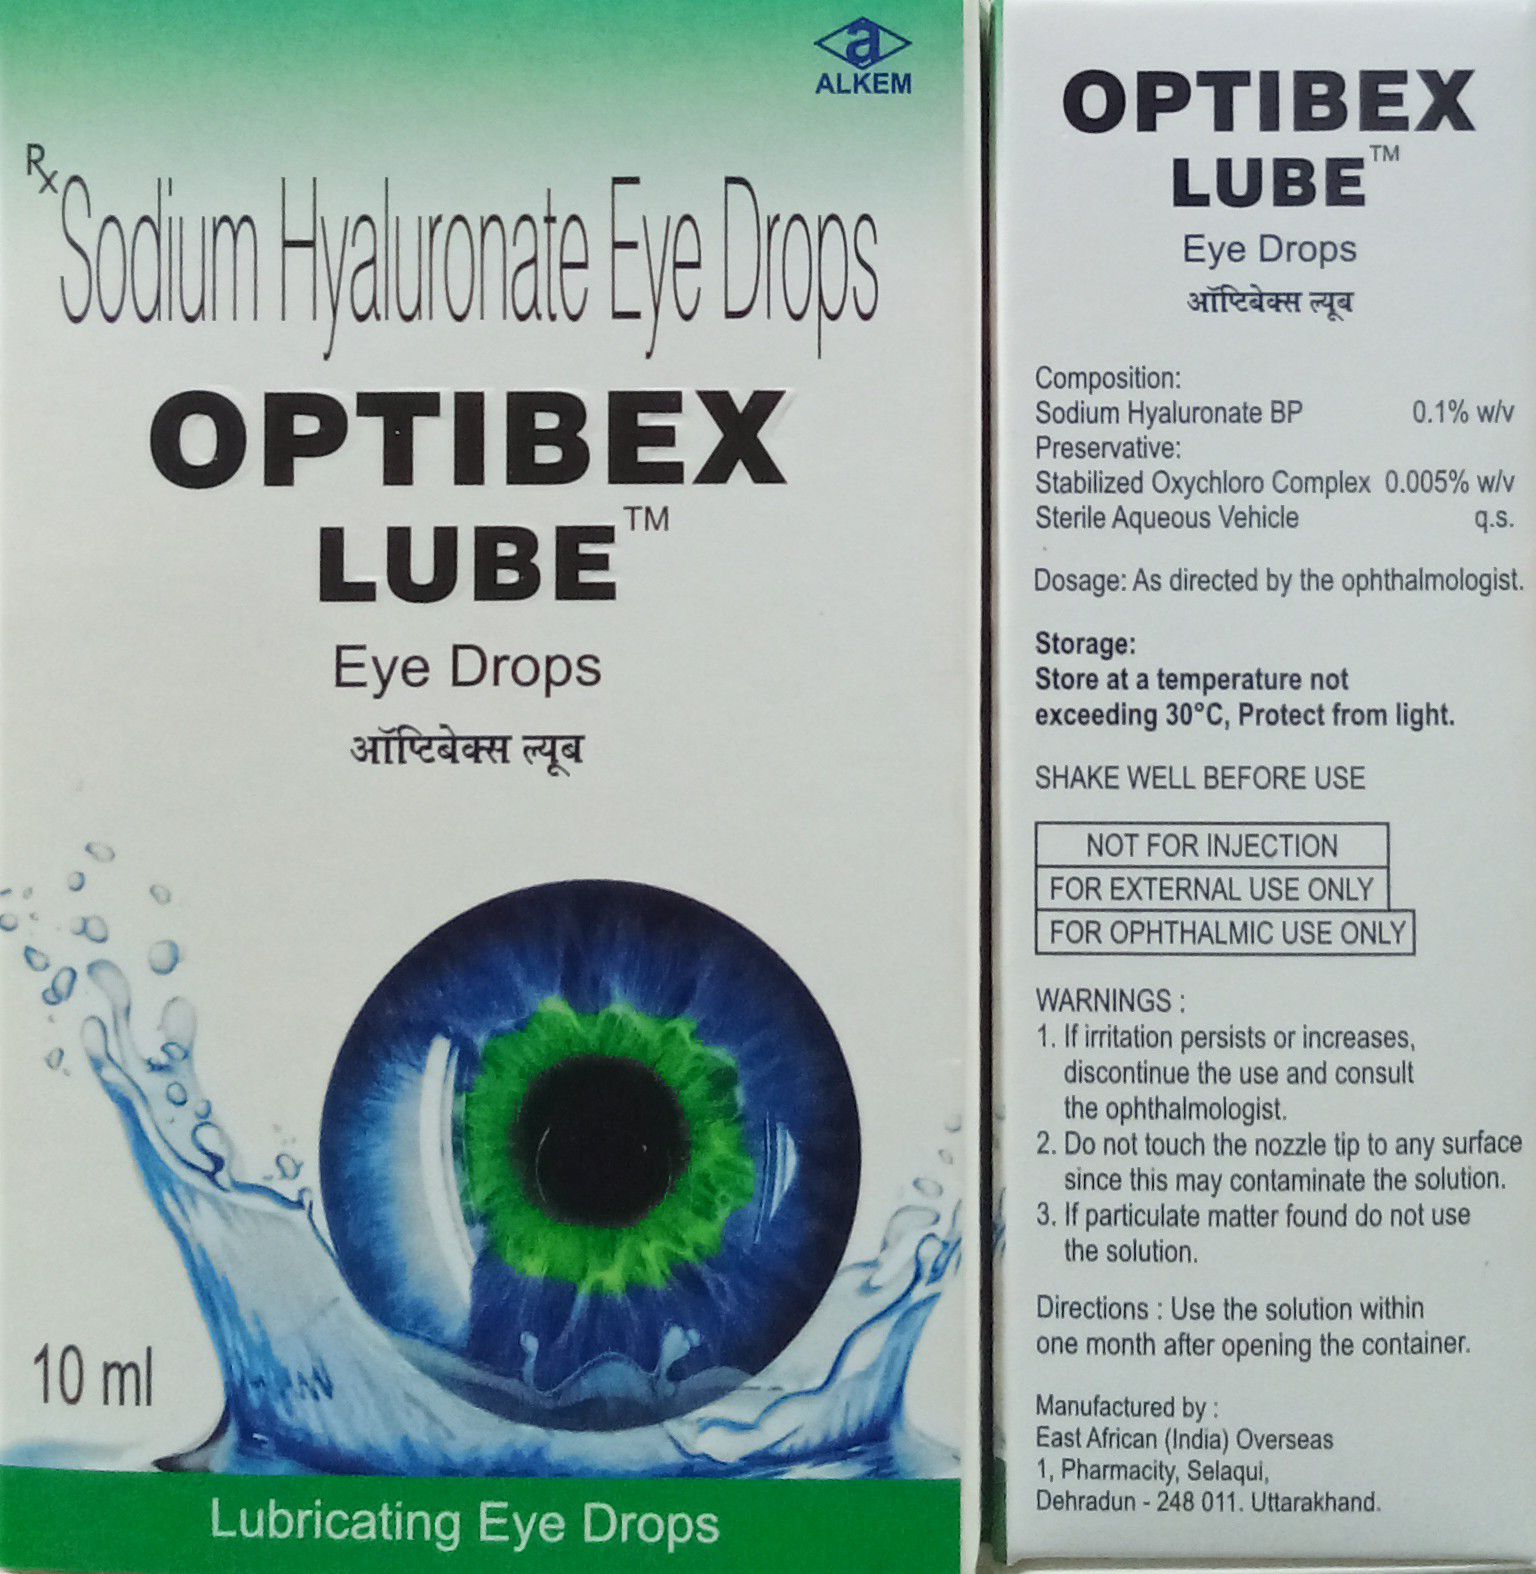 a
ALKEM
Rx Sodium Hyaluronate Eye Drops
OPTIBEX
LUBE™
Eye Drops
ऑप्टिबेक्स ल्यूब
10 ml
Lubricating Eye Drops
OPTIBEX
LUBE™
Eye Drops
ऑप्टिबेक्स ल्यूब
Composition:
Sodium Hyaluronate BP 0.1% w/v
Preservative:
Stabilized Oxychloro Complex 0.005% w/v
Sterile Aqueous Vehicle q.s.
Dosage: As directed by the ophthalmologist.
Storage:
Store at a temperature not
exceeding 30°C, Protect from light.
SHAKE WELL BEFORE USE
NOT FOR INJECTION
FOR EXTERNAL USE ONLY
FOR OPHTHALMIC USE ONLY
WARNINGS :
1. If irritation persists or increases,
discontinue the use and consult
the ophthalmologist.
2. Do not touch the nozzle tip to any surface
since this may contaminate the solution.
3. If particulate matter found do not use
the solution.
Directions : Use the solution within
one month after opening the container.
Manufactured by :
East African (India) Overseas
1, Pharmacity, Selaqui,
Dehradun - 248 011. Uttarakhand.